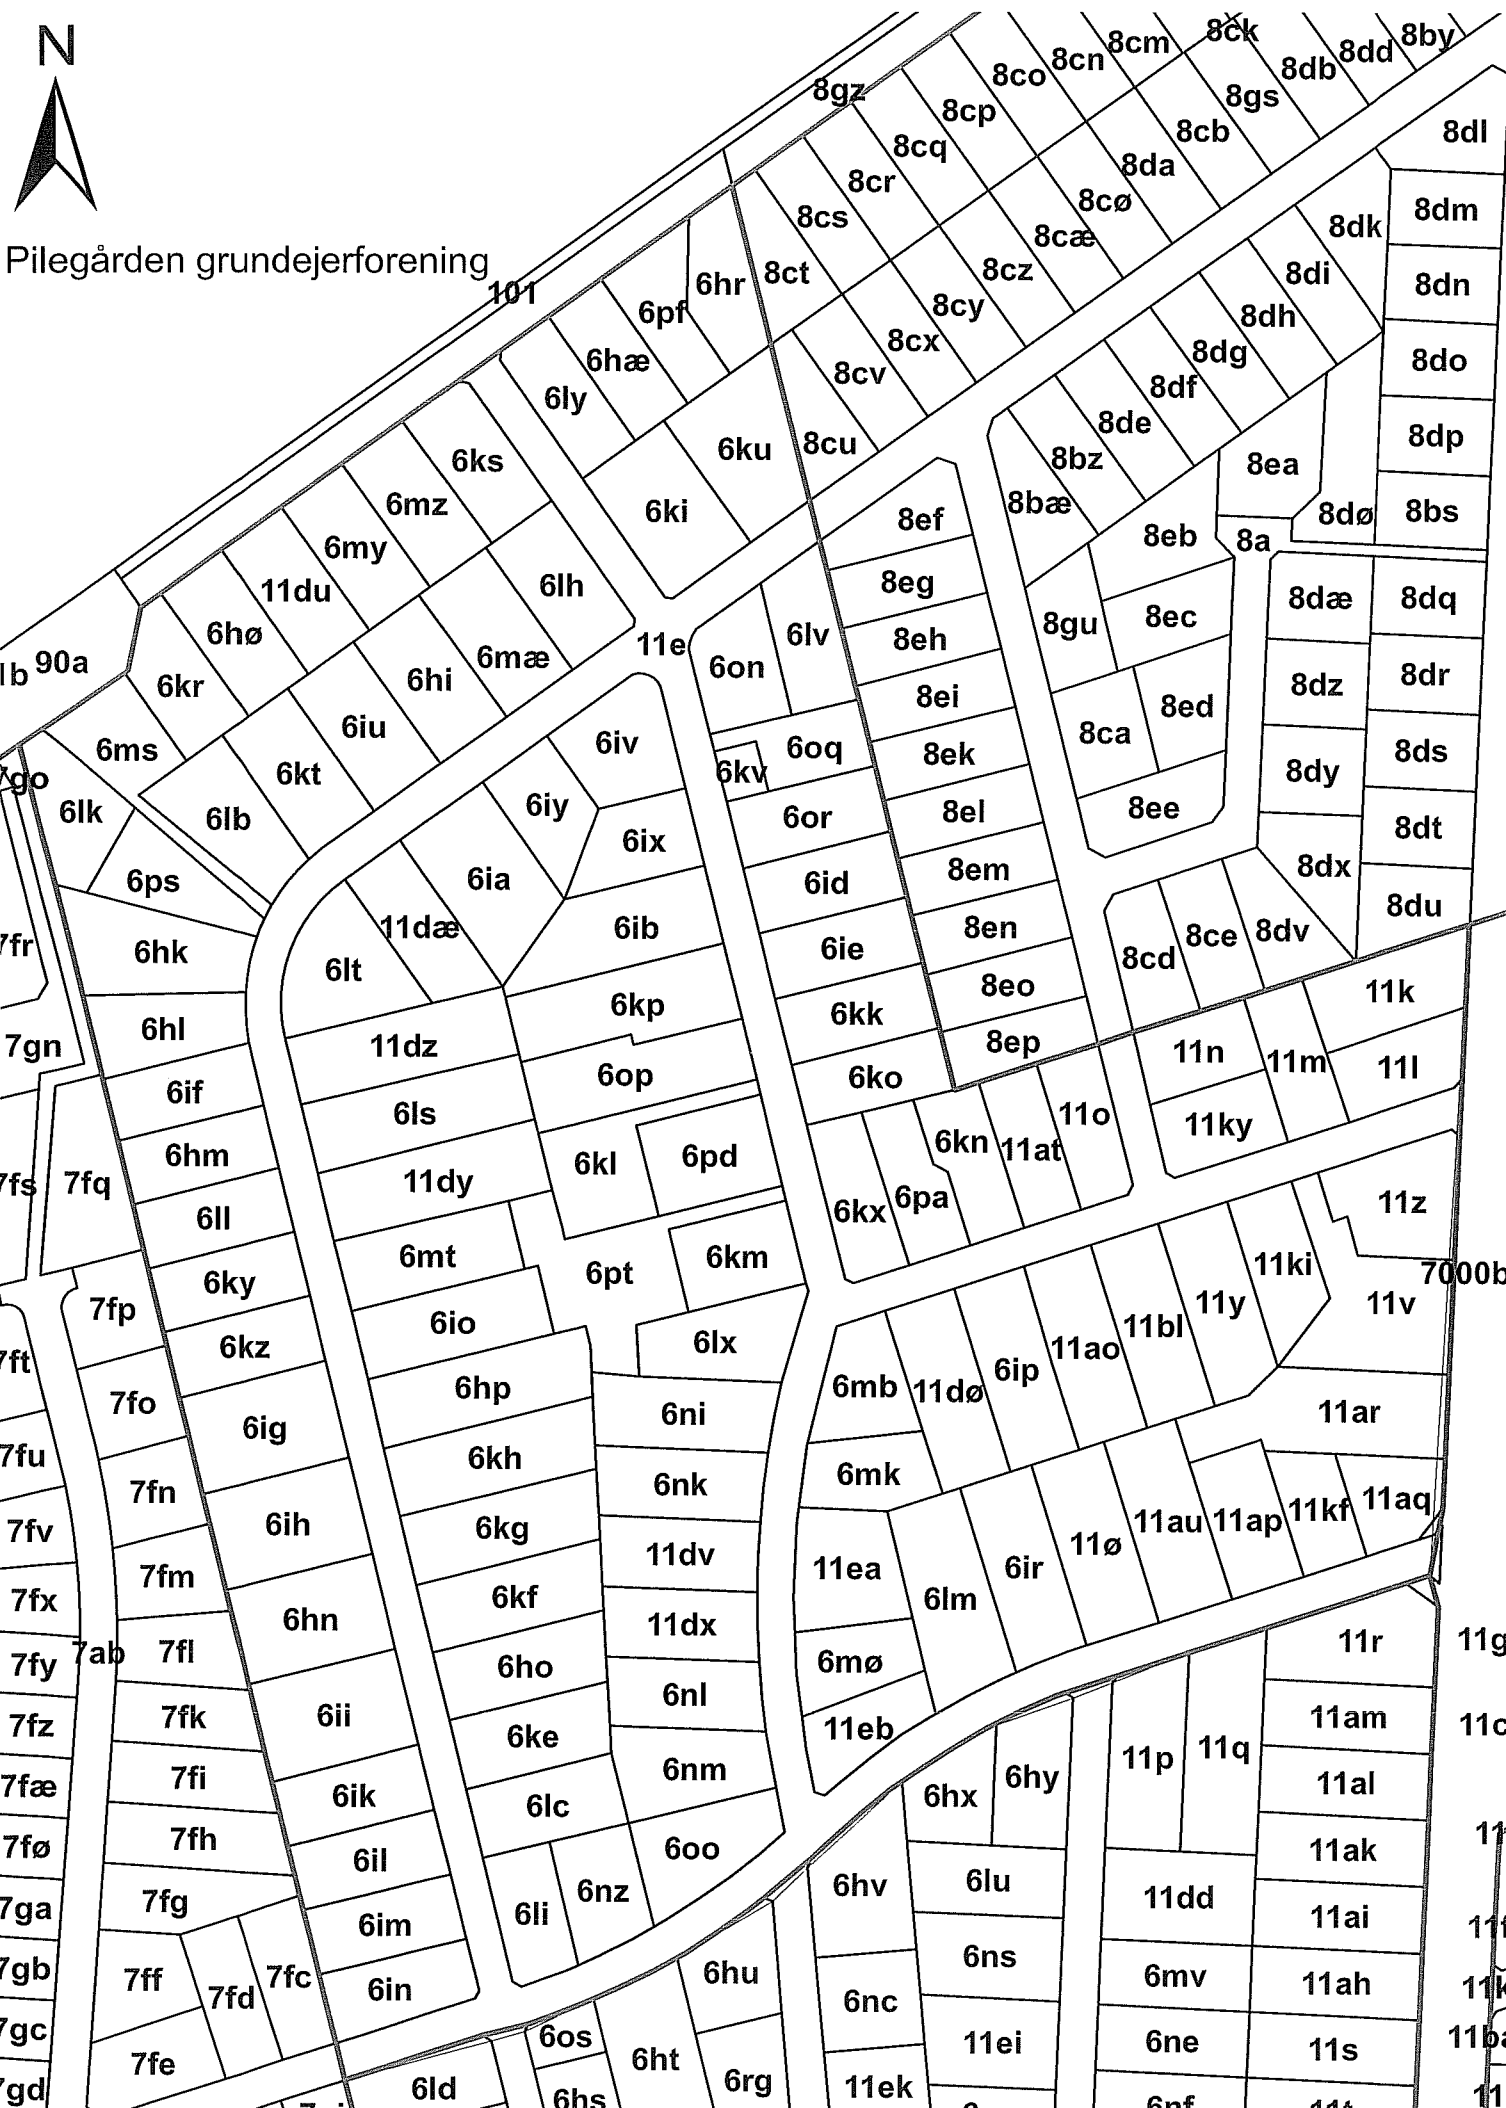 N
Pilegården grundejerforening
8ck
8by
8cm
8dd
8cn
8db
8co
8gz
8gs
8cp
8cb
8dl
8cq
8da
8cr
8cø
8dm
8cs
8cæ
8dk
8ct
8cz
8di
6hr
8dn
101
6pf
8cy
8dh
8cx
8dg
6hæ
8do
8cv
8df
6ly
8de
8dp
6ku
8cu
8bz
6ks
8ea
6mz
8bæ
6ki
8ef
8dø
8bs
8eb
8a
6my
8eg
6lh
11du
8dæ
8dq
8ec
8gu
6hø
6lv
8eh
11e
6mæ
90a
lb
6on
8dr
6kr
6hi
8dz
8ei
8ed
6iu
8ca
6iv
6ms
6oq
8ek
8ds
6kt
6kv
8dy
7go
6iy
6lk
6lb
6or
8el
8ee
8dt
6ix
8dx
6ps
6ia
6id
8em
8du
11dæ
6ib
8en
8ce
8dv
7fr
6hk
6ie
8cd
6lt
8eo
11k
6kp
6kk
6hl
7gn
11dz
8ep
11n
11m
11l
6op
6ko
6if
6ls
11o
11ky
6kn
11at
6hm
6kl
6pd
7fs
7fq
11dy
6pa
6kx
11z
6ll
6mt
6km
11ki
7000b
6ky
6pt
7fp
11y
11v
6io
11bl
6kz
6lx
11ao
7ft
6ip
6hp
6mb
11dø
7fo
6ni
11ar
6ig
7fu
6kh
6nk
6mk
7fn
11aq
6ih
6kg
11kf
7fv
11au
11ap
11ø
11dv
11ea
6ir
7fm
6kf
6lm
7fx
6hn
11dx
11r
7ab
7fl
7fy
6ho
6mø
11g
6nl
6ii
7fk
7fz
11am
11c
6ke
11eb
11q
11p
6nm
7fi
7fæ
6hy
11al
6ik
6hx
6lc
7fh
7fø
6oo
11ak
6il
6lu
6hv
6nz
11dd
7fg
7ga
6li
11ai
6im
6ns
7gb
7ff
7fc
6hu
6mv
11ah
6in
7fd
6nc
7gc
6os
11ei
6ne
11s
7fe
6ht
7gd
6ld
6rg
11ek
6hs
6nf